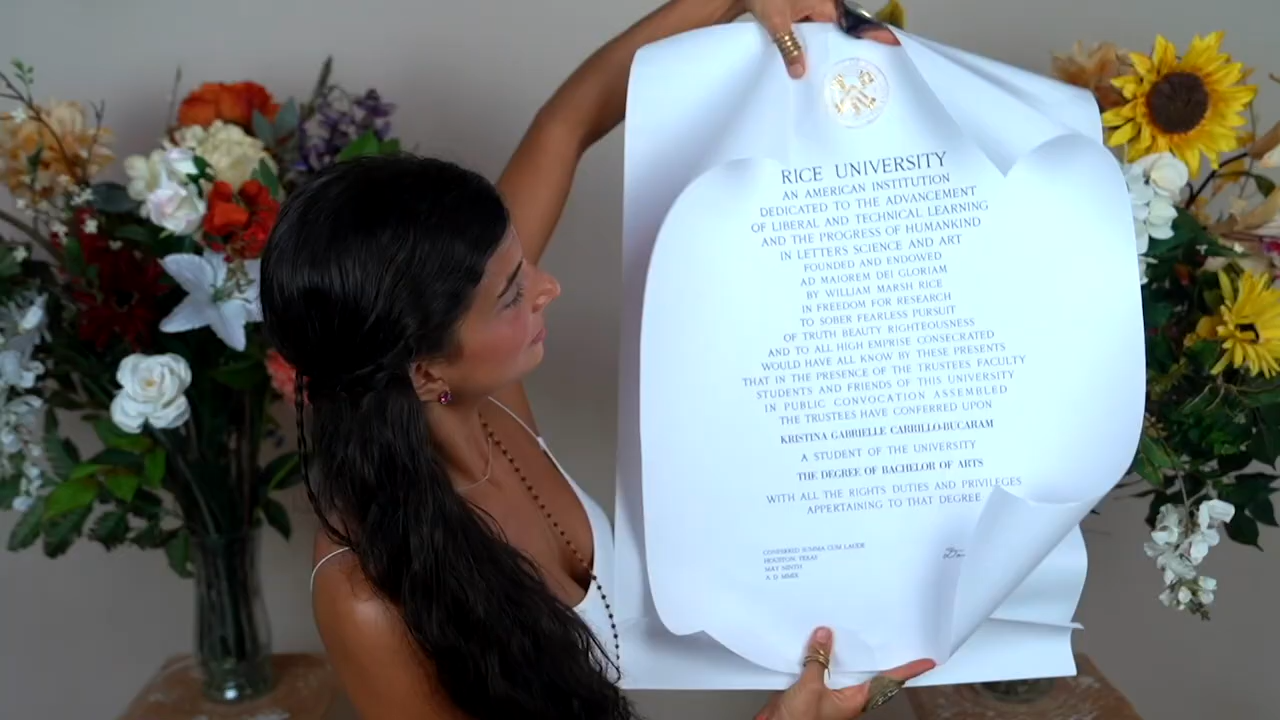 RICE UNIVERSITY
AN AMERICAN INSTITUTION
DEDICATED TO THE ADVANCEMENT
OF LIBERAL AND TECHNICAL LEARNING
AND THE PROGRESS OF HUMANKIND
IN LETTERS SCIENCE AND ART
FOUNDED AND ENDOWED
AD MAIOREM DEI GLORIAM
BY WILLIAM MARSH RICE
IN FREEDOM FOR RESEARCH
TO SOBER FEARLESS PURSUIT
OF TRUTH BEAUTY RIGHTEOUSNESS
AND TO ALL HIGH EMPRISE CONSECRATED
WOULD HAVE ALL KNOW BY THESE PRESENTS
THAT IN THE PRESENCE OF THE TRUSTEES FACULTY
STUDENTS AND FRIENDS OF THIS UNIVERSITY
IN PUBLIC CONVOCATION ASSEMBLED
THE TRUSTEES HAVE CONFERRED UPON
KRISTINA GABRIELLE CARRILLO-BUCARAM
A STUDENT OF THE UNIVERSITY
THE DEGREE OF BACHELOR OF ARTS
WITH ALL THE RIGHTS DUTIES AND PRIVILEGES
APPERTAINING TO THAT DEGREE
CONFERRED SUMMA CUM LAUDE
HOUSTON, TEXAS
MAY NINTH
A. D. MMXX